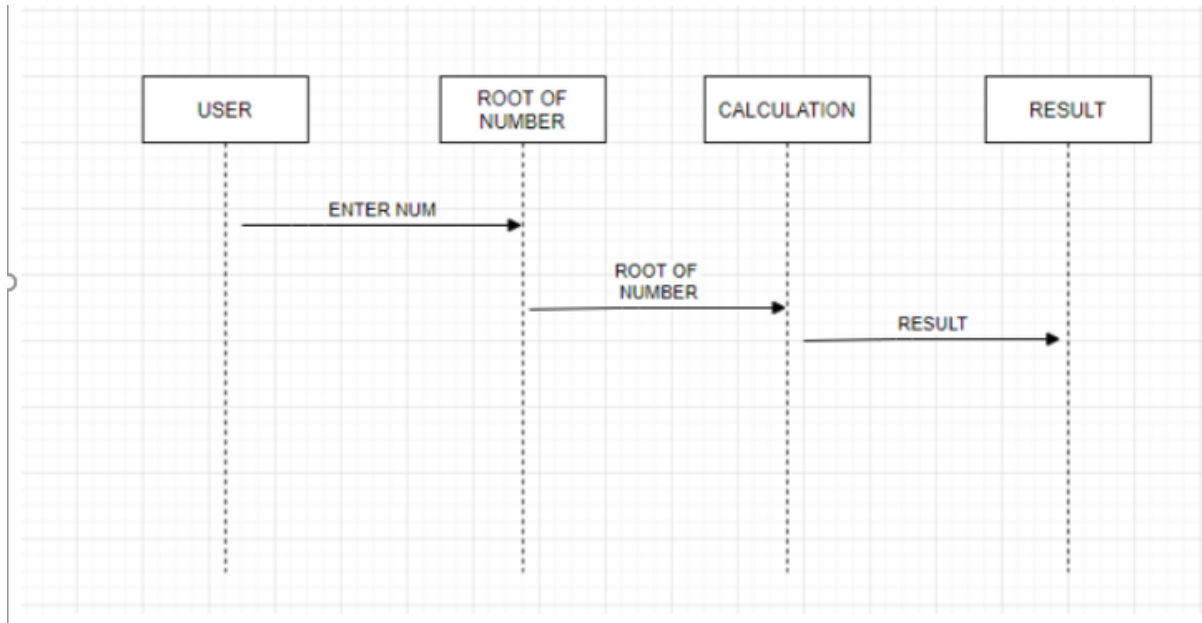 USER
ROOT OF
NUMBER
CALCULATION
RESULT
ENTER NUM
ROOT OF
NUMBER
RESULT